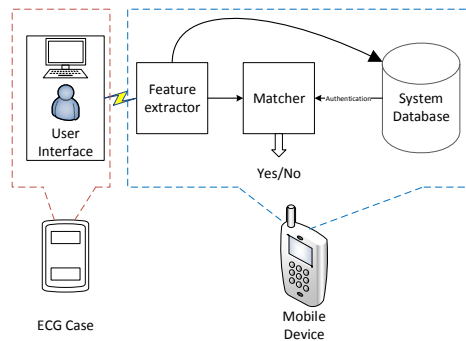 User
Interface
Feature
extractor
Matcher
Authentication
System
Database
Yes/No
ECG Case
Mobile
Device